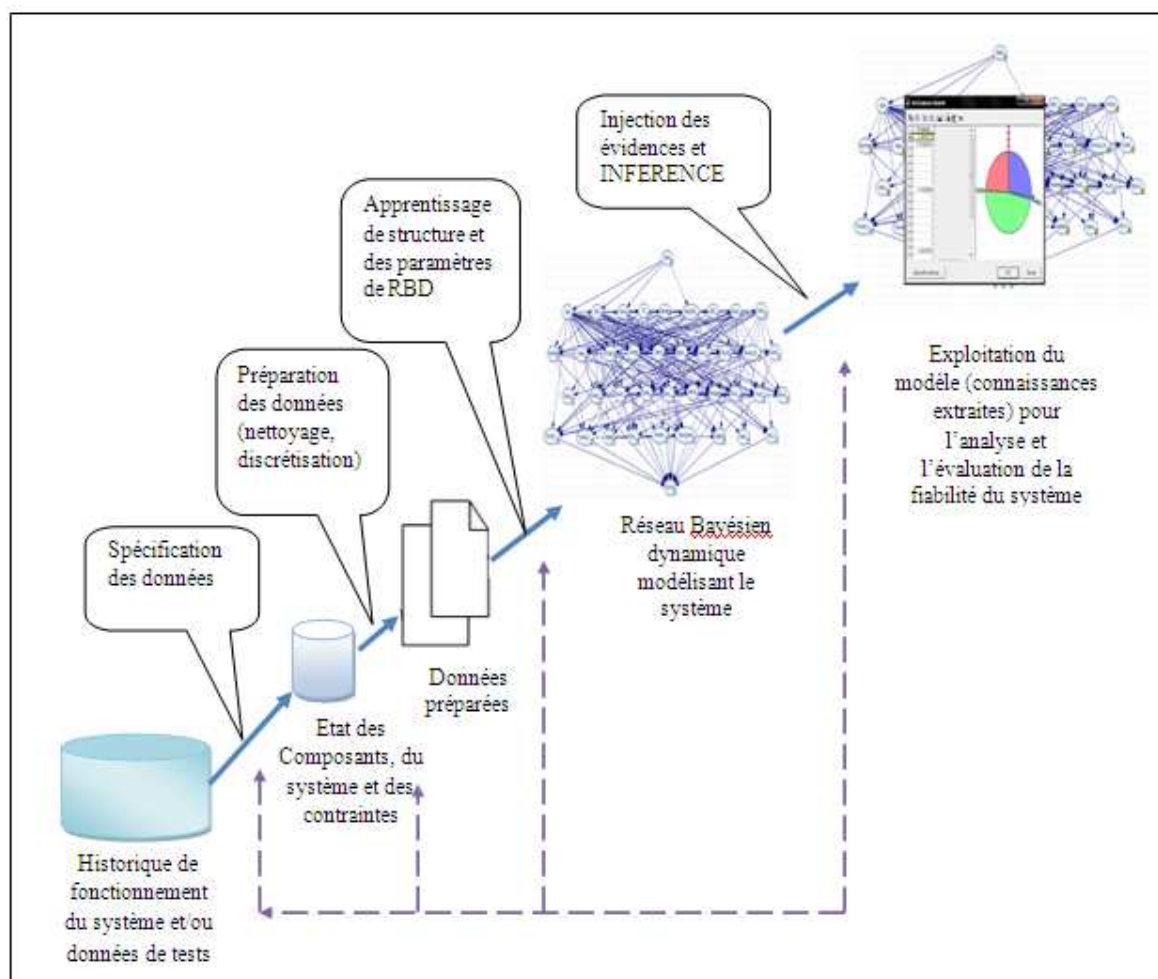 Injection des
évidences et
INFERENCE
Apprentissage
de structure et
des paramètres
de RBD
Préparation
des données
(nettoyage,
discrétisation)
Spécification
des données
Exploitation du
modèle (connaissances
extraites) pour
l'analyse et
l'évaluation de la
fiabilité du système
Réseau Bayésien
dynamique
modélisant le
système
Données
préparées
Etat des
Composants, du
système et des
contraintes
Historique de
fonctionnement
du système et/ou
données de tests